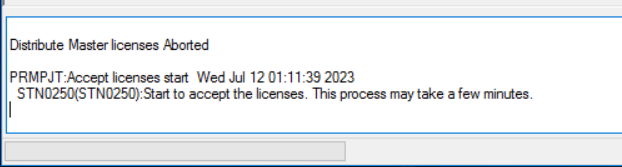 Distribute Master licenses Aborted
PRMPJT:Accept licenses start Wed Jul 12 01:11:39 2023
STN0250(STN0250):Start to accept the licenses. This process may take a few minutes.